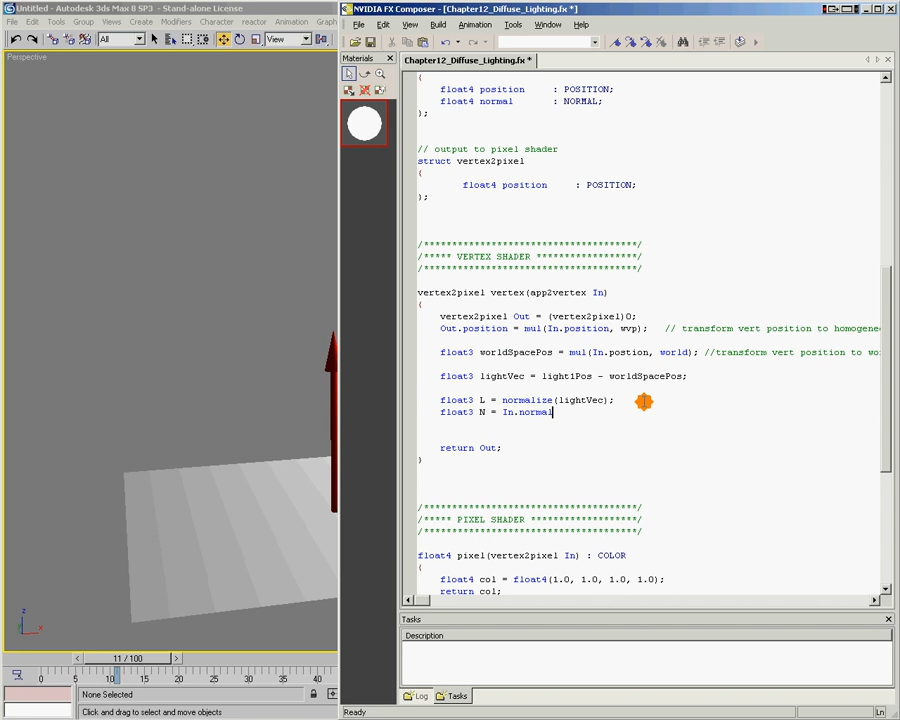 Untitled - Autodesk 3ds Max 8 SP3 - Stand-alone License
File Edit Tools Group Views Create Modifiers Character reactor Animation Graph
All
View
Perspective
z
x
11 / 100
0 5 10 15 20 25 30 35 40
None Selected
Click and drag to select and move objects
NVIDIA FX Composer - [Chapter12_Diffuse_Lighting.fx *]
File Edit View Build Tools Window Help
Materials
Chapter12_Diffuse_Lighting.fx *
{
float4 position : POSITION;
float4 normal : NORMAL;
};
// output to pixel shader
struct vertex2pixel
{
float4 position : POSITION;
};
/**************************************/
/***** VERTEX SHADER ******************/
/**************************************/
vertex2pixel vertex(app2vertex In)
{
vertex2pixel Out = (vertex2pixel)0;
Out.position = mul(In.position, wvp); // transform vert position to homogene
float3 worldSpacePos = mul(In.postion, world); //transform vert position to wo
float3 lightVec = light1Pos - worldSpacePos;
float3 L = normalize(lightVec);
float3 N = In.normal
return Out;
}
/**************************************/
/***** PIXEL SHADER ******************/
/**************************************/
float4 pixel(vertex2pixel In) : COLOR
{
float4 col = float4(1.0, 1.0, 1.0, 1.0);
return col;
Tasks
Description
Log Tasks
Ready
Ln